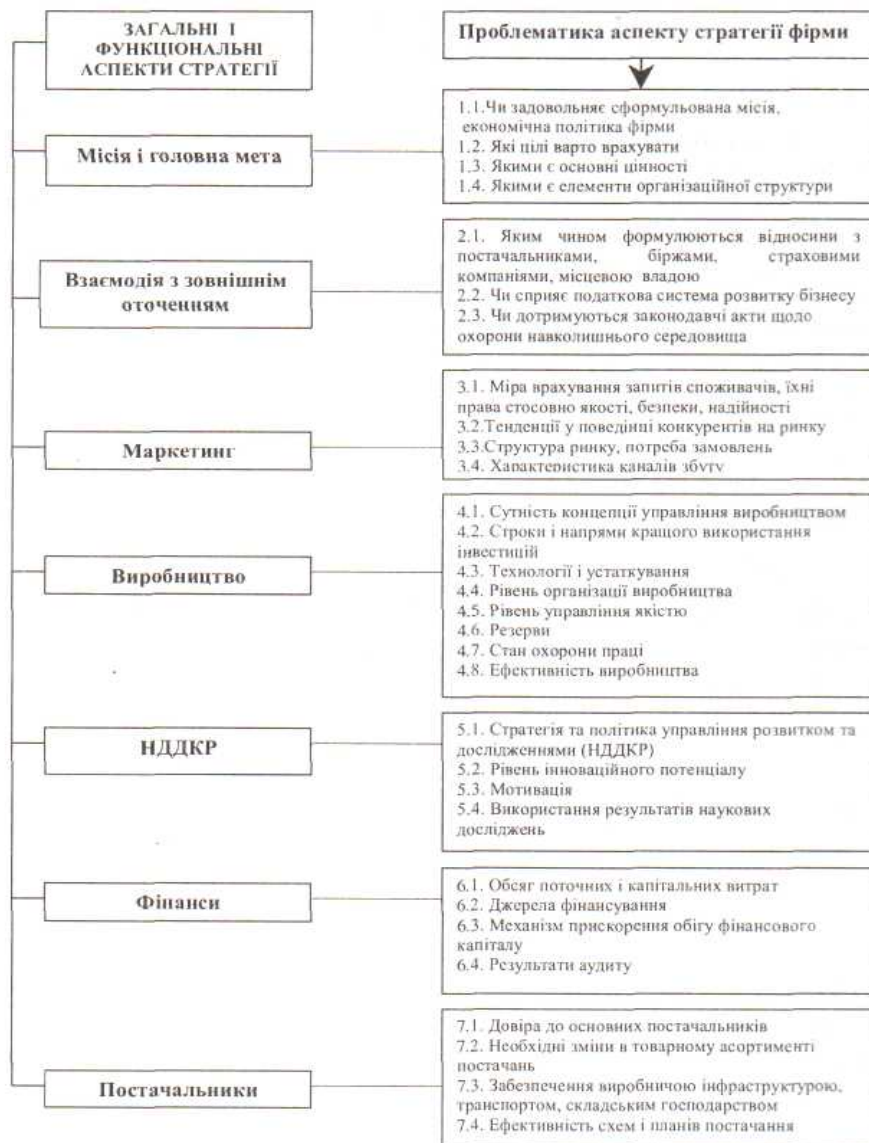 ЗАГАЛЬНІ І
ФУНКЦІОНАЛЬНІ
АСПЕКТИ СТРАТЕГІЇ
Проблематика аспекту стратегії фірми
Місія і головна мета
1.1.Чи задовольняє сформульована місія,
економічна політика фірми
1.2. Які цілі варто врахувати
1.3. Якими є основні цінності
1.4. Якими є елементи організаційної структури
Взаємодія з зовнішнім
оточенням
2.1. Яким чином формулюються відносини з
постачальниками, біржами, страховими
компаніями, місцевою владою
2.2. Чи сприяє податкова система розвитку бізнесу
2.3. Чи дотримуються законодавчі акти щодо
охорони навколишнього середовища
Маркетинг
3.1. Міра врахування запитів споживачів, їхні
права стосовно якості, безпеки, надійності
3.2.Тенденції у поведінці конкурентів на ринку
3.3.Структура ринку, потреба замовлень
3.4. Характеристика каналів збуту
Виробництво
4.1. Сутність концепції управління виробництвом
4.2. Строки і напрями кращого використання
інвестицій
4.3. Технології і устаткування
4.4. Рівень організації виробництва
4.5. Рівень управління якістю
4.6. Резерви
4.7. Стан охорони праці
4.8. Ефективність виробництва
НДДКР
5.1. Стратегія та політика управління розвитком та
дослідженнями (НДДКР)
5.2. Рівень інноваційного потенціалу
5.3. Мотивація
5.4. Використання результатів наукових
досліджень
Фінанси
6.1. Обсяг поточних і капітальних витрат
6.2. Джерела фінансування
6.3. Механізм прискорення обігу фінансового
капіталу
6.4. Результати аудиту
Постачальники
7.1. Довіра до основних постачальників
7.2. Необхідні зміни в товарному асортименті
постачань
7.3. Забезпечення виробничою інфраструктурою,
транспортом, складським господарством
7.4. Ефективність схем і планів постачання